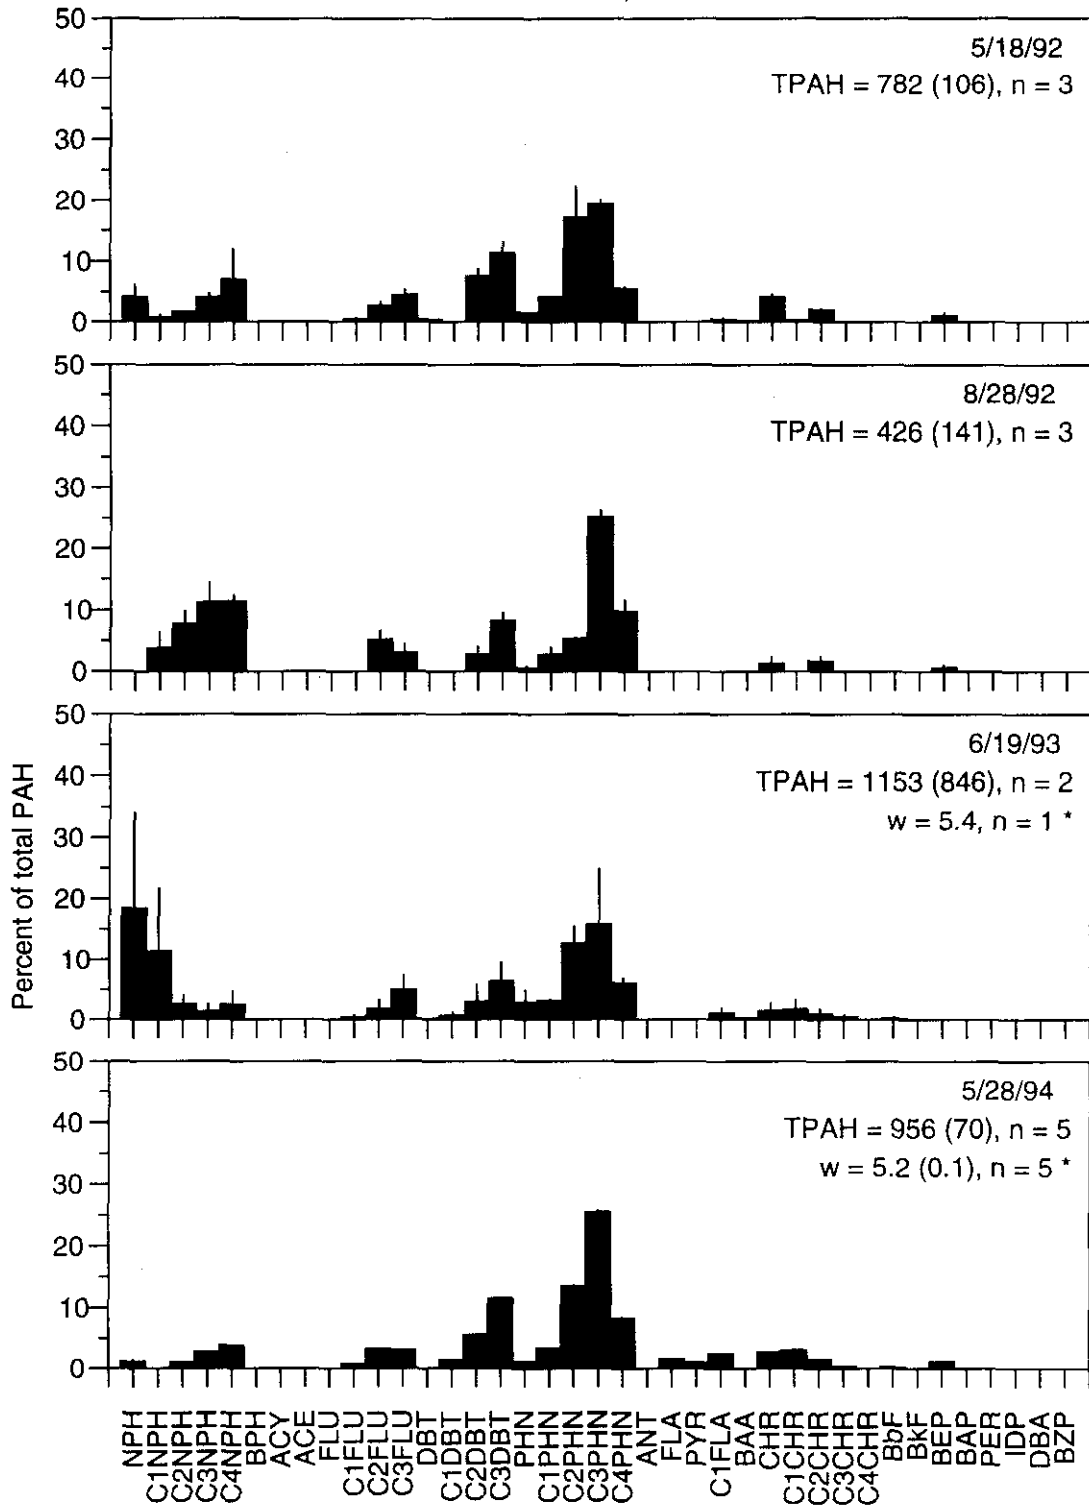 50
40
30
20
10
0
5/18/92
TPAH = 782 (106), n = 3
50
40
30
20
10
0
8/28/92
TPAH = 426 (141), n = 3
50
40
30
20
10
0
6/19/93
TPAH = 1153 (846), n = 2
w = 5.4, n = 1 *
Percent of total PAH
50
40
30
20
10
0
5/28/94
TPAH = 956 (70), n = 5
w = 5.2 (0.1), n = 5 *
NPH
C1NPH
C2NPH
C3NPH
C4NPH
BPH
ACY
ACE
FLU
C1FLU
C2FLU
C3FLU
DBT
C1DBT
C2DBT
C3DBT
PHN
C1PHN
C2PHN
C3PHN
C4PHN
ANT
FLA
PYR
C1FLA
BAA
CHR
C1CHR
C2CHR
C3CHR
C4CHR
BbF
BKF
BEP
BAP
PER
IDP
DBA
BZP